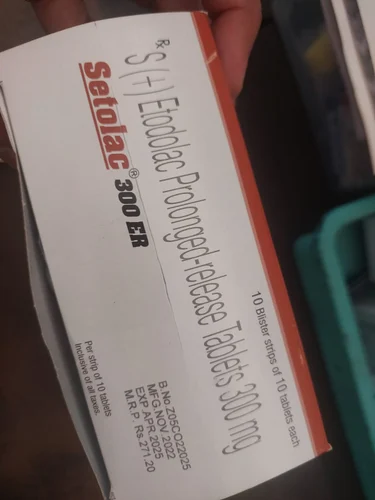 10 Blister strips of 10 tablets each
Rx
S (+) Etodolac Prolonged-release Tablets 300 mg
Setolac® 300 ER
B.No.Z05CO22025
MFG.NOV.2022
EXP.APR.2025
M.R.P. Rs.271.20
Per strip of 10 tablets
Inclusive of all taxes.